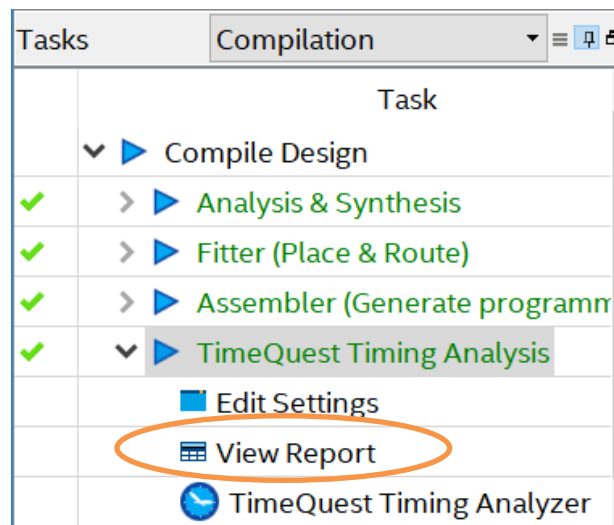 Tasks Compilation
Task
Compile Design
Analysis & Synthesis
Fitter (Place & Route)
Assembler (Generate programm
TimeQuest Timing Analysis
Edit Settings
View Report
TimeQuest Timing Analyzer